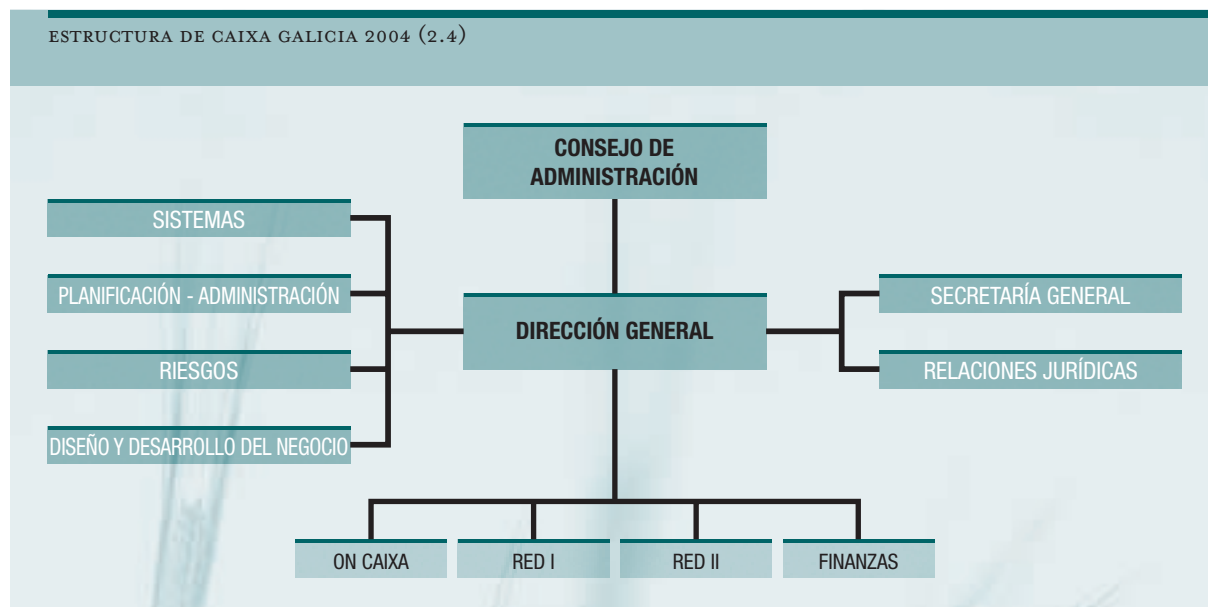 ESTRUCTURA DE CAIXA GALICIA 2004 (2.4)
CONSEJO DE
ADMINISTRACIÓN
SISTEMAS
PLANIFICACIÓN - ADMINISTRACIÓN
RIESGOS
DISEÑO Y DESARROLLO DEL NEGOCIO
DIRECCIÓN GENERAL
SECRETARÍA GENERAL
RELACIONES JURÍDICAS
ON CAIXA
RED I
RED II
FINANZAS